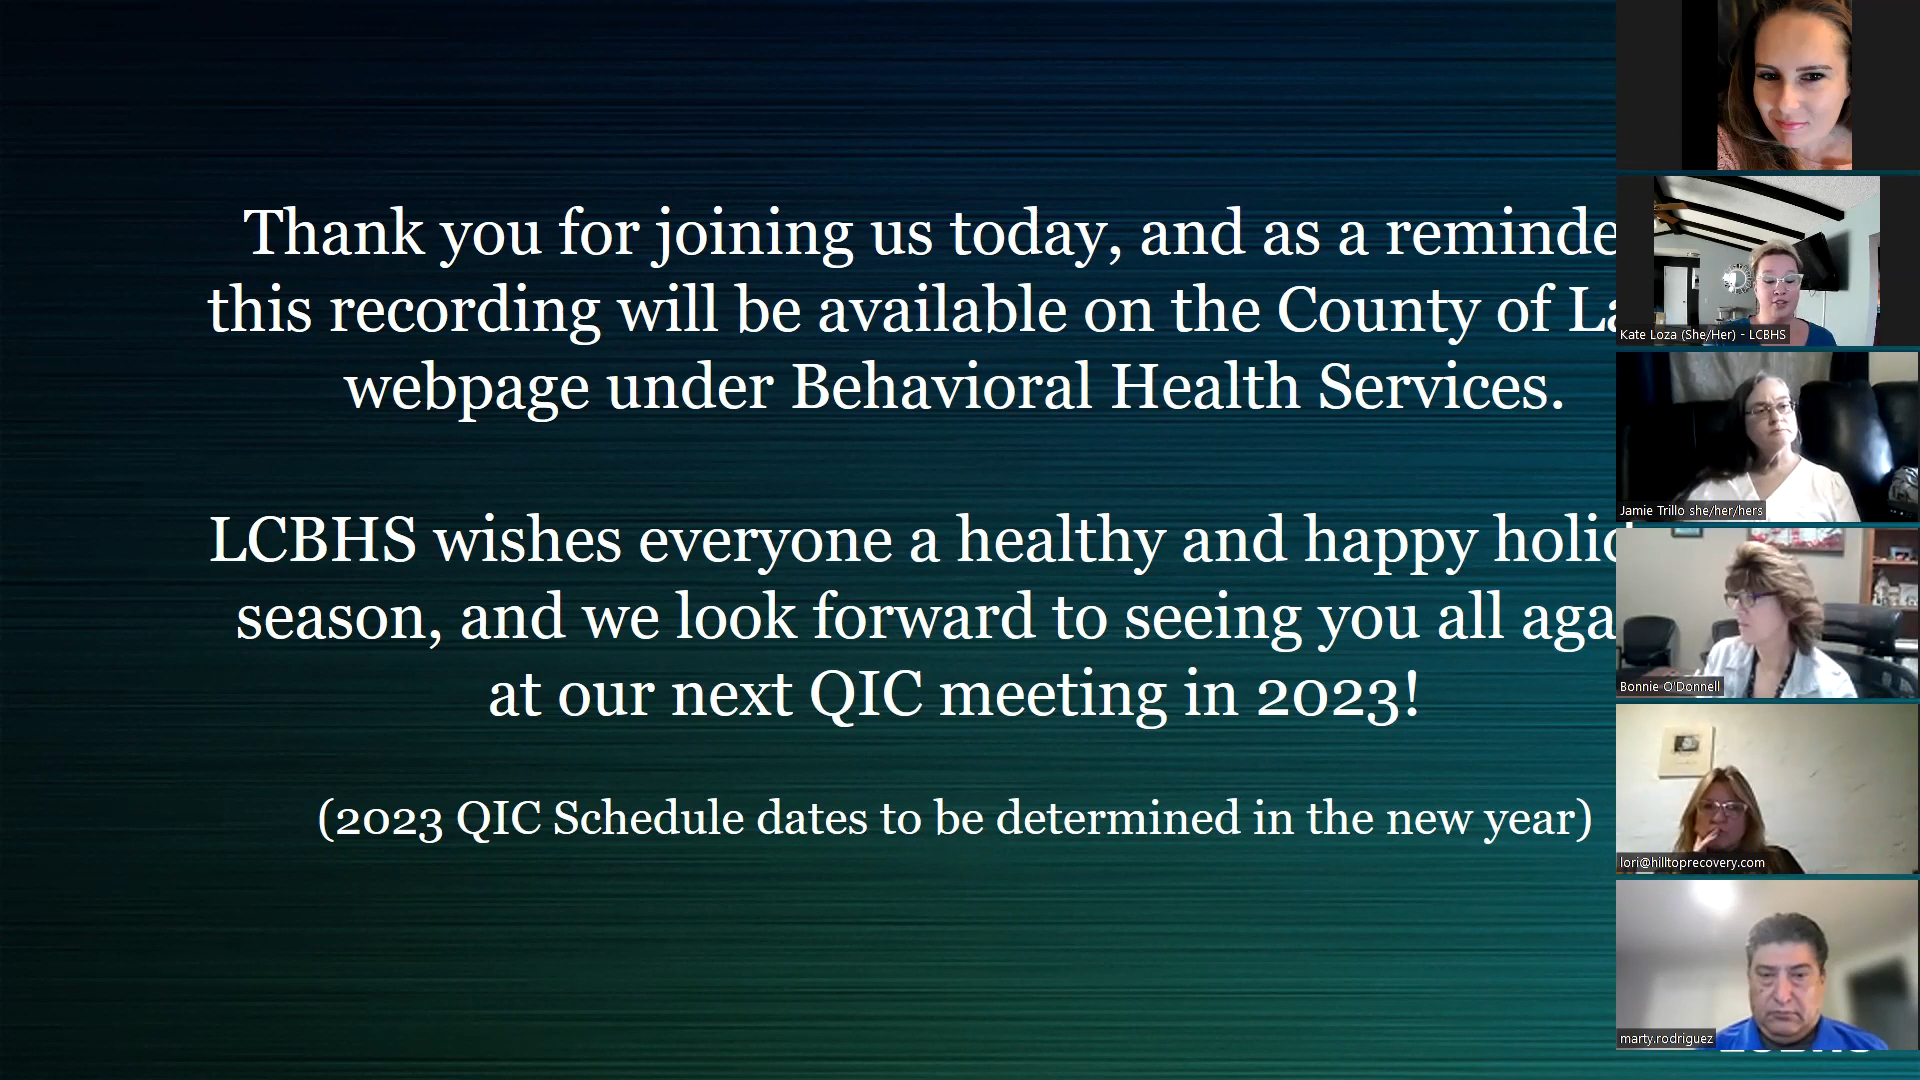 Thank you for joining us today, and as a reminde
this recording will be available on the County of La
webpage under Behavioral Health Services.
LCBHS wishes everyone a healthy and happy holid
season, and we look forward to seeing you all aga
at our next QIC meeting in 2023!
(2023 QIC Schedule dates to be determined in the new year)
Kate Loza (She/Her) - LCBHS
Jamie Trillo she/her/hers
Bonnie O'Donnell
lori@hilltoprecovery.com
marty.rodriguez